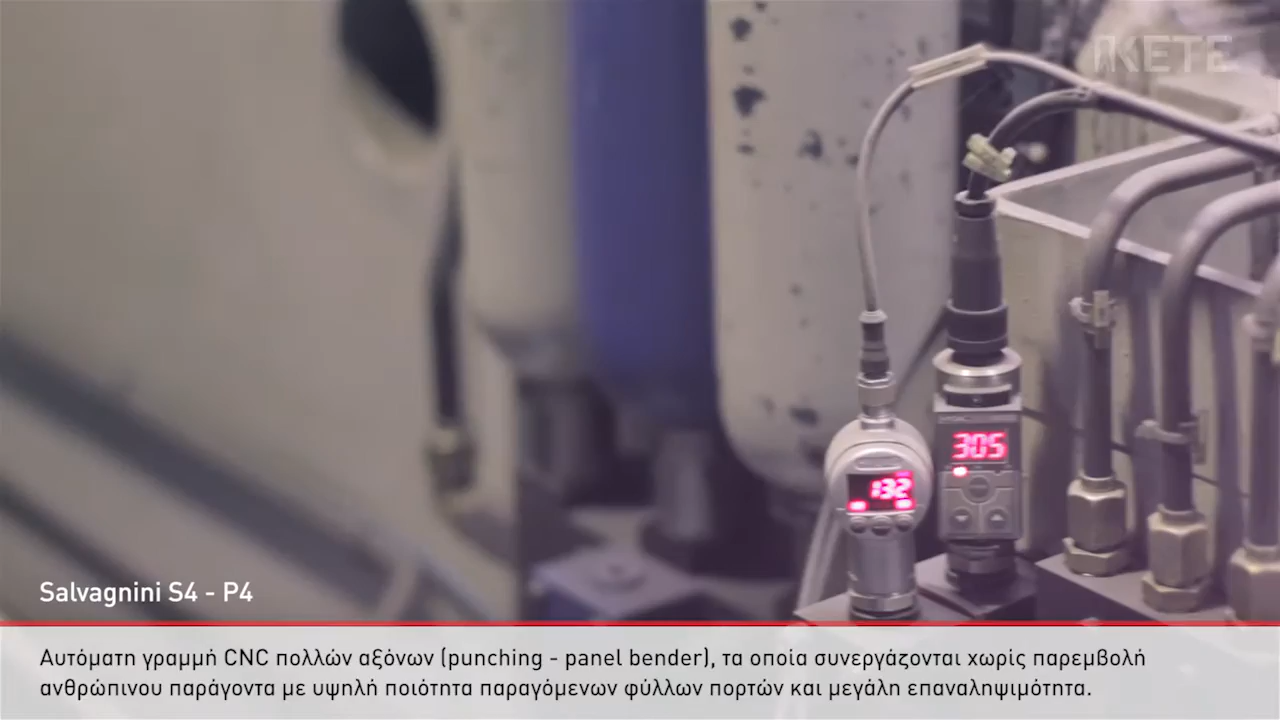 IKETE
305
132
Salvagnini S4 - P4
Αυτόματη γραμμή CNC πολλών αξόνων (punching - panel bender), τα οποία συνεργάζονται χωρίς παρεμβολή
ανθρώπινου παράγοντα με υψηλή ποιότητα παραγόμενων φύλλων πορτών και μεγάλη επαναληψιμότητα.